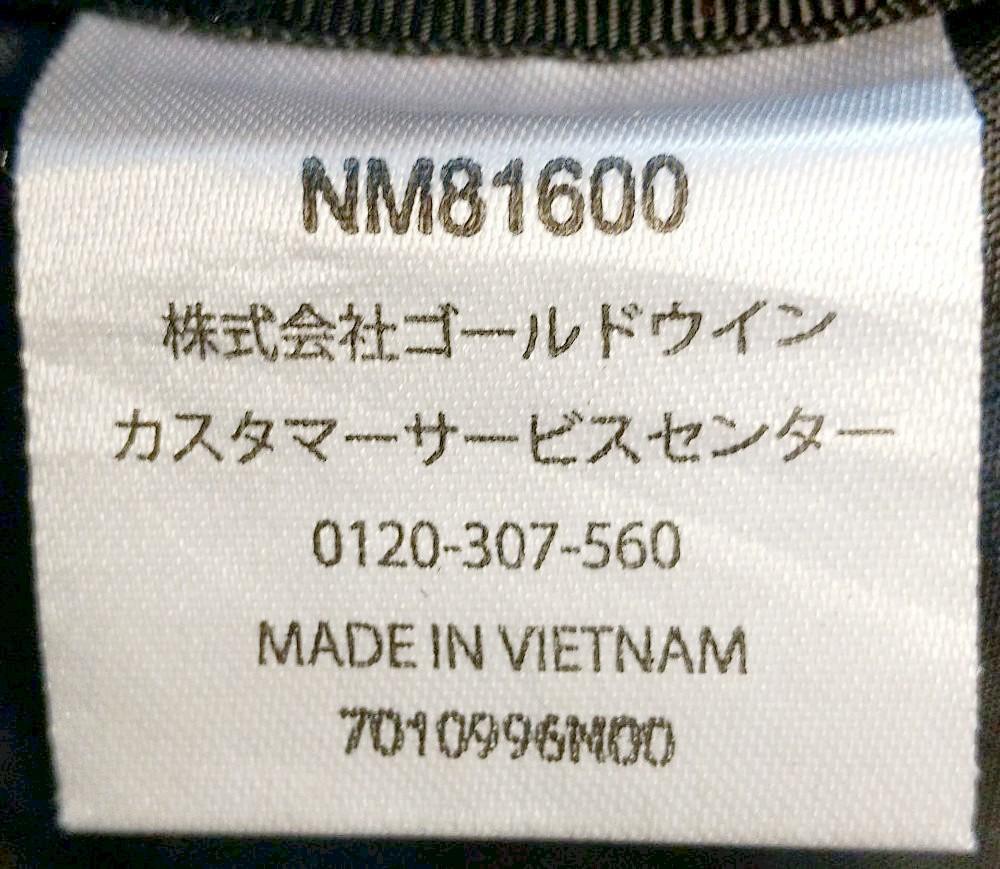 NM81600
株式会社ゴールドウイン
カスタマーサービスセンター
0120-307-560
MADE IN VIETNAM
7010996M00